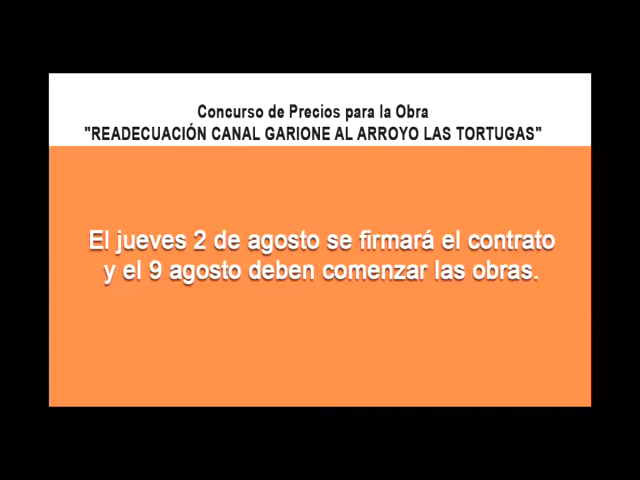 Concurso de Precios para la Obra
"READECUACIÓN CANAL GARIONE AL ARROYO LAS TORTUGAS"
El jueves 2 de agosto se firmará el contrato
y el 9 agosto deben comenzar las obras.